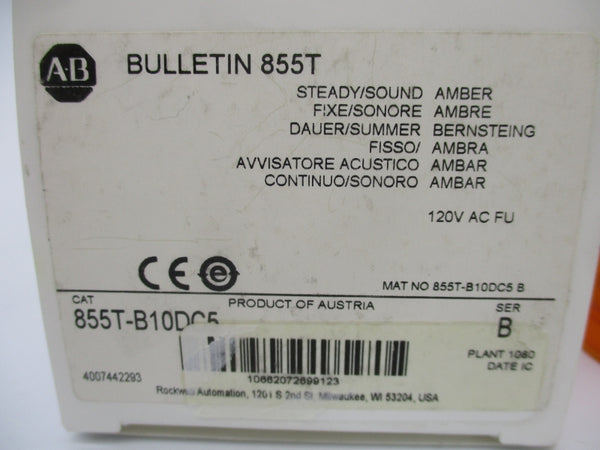 AB BULLETIN 855T
STEADY/SOUND AMBER
FIXE/SONORE AMBRE
DAUER/SUMMER BERNSTEING
FISSO/ AMBRA
AVVISATORE ACUSTICO AMBAR
CONTINUO/SONORO AMBAR
120V AC FU
CE e
MAT NO 855T-B10DC5 B
CAT PRODUCT OF AUSTRIA SER
855T-B10DC5 B
PLANT 1080
DATE IC
4007442293 10662072699123
Rockwell Automation, 1201 S 2nd St, Milwaukee, WI 53204, USA